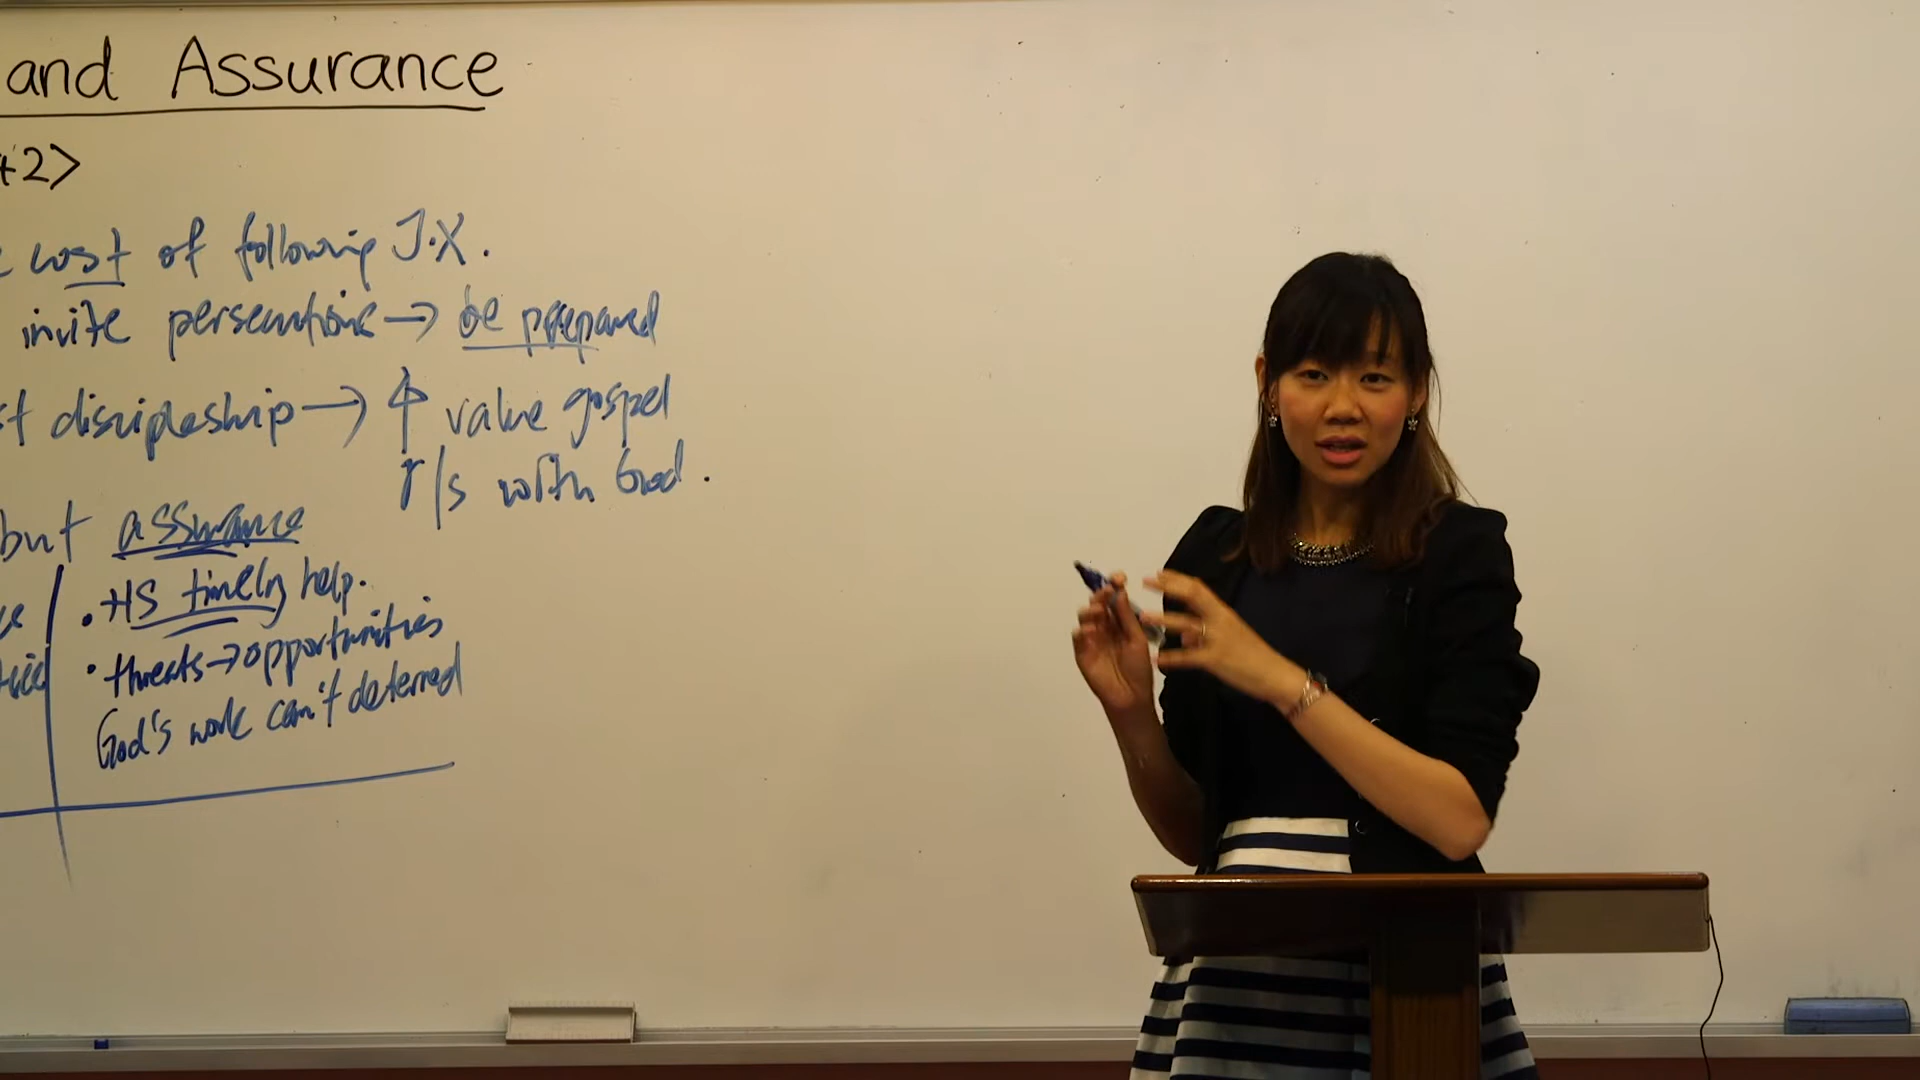 and Assurance
+2>
cost of following J.X.
invite persecutions → be prepared
discipleship → ↑ value gospel
r/s with God.
but assurance
• HS timely help.
• threats → opportunities
God's work can't deterred